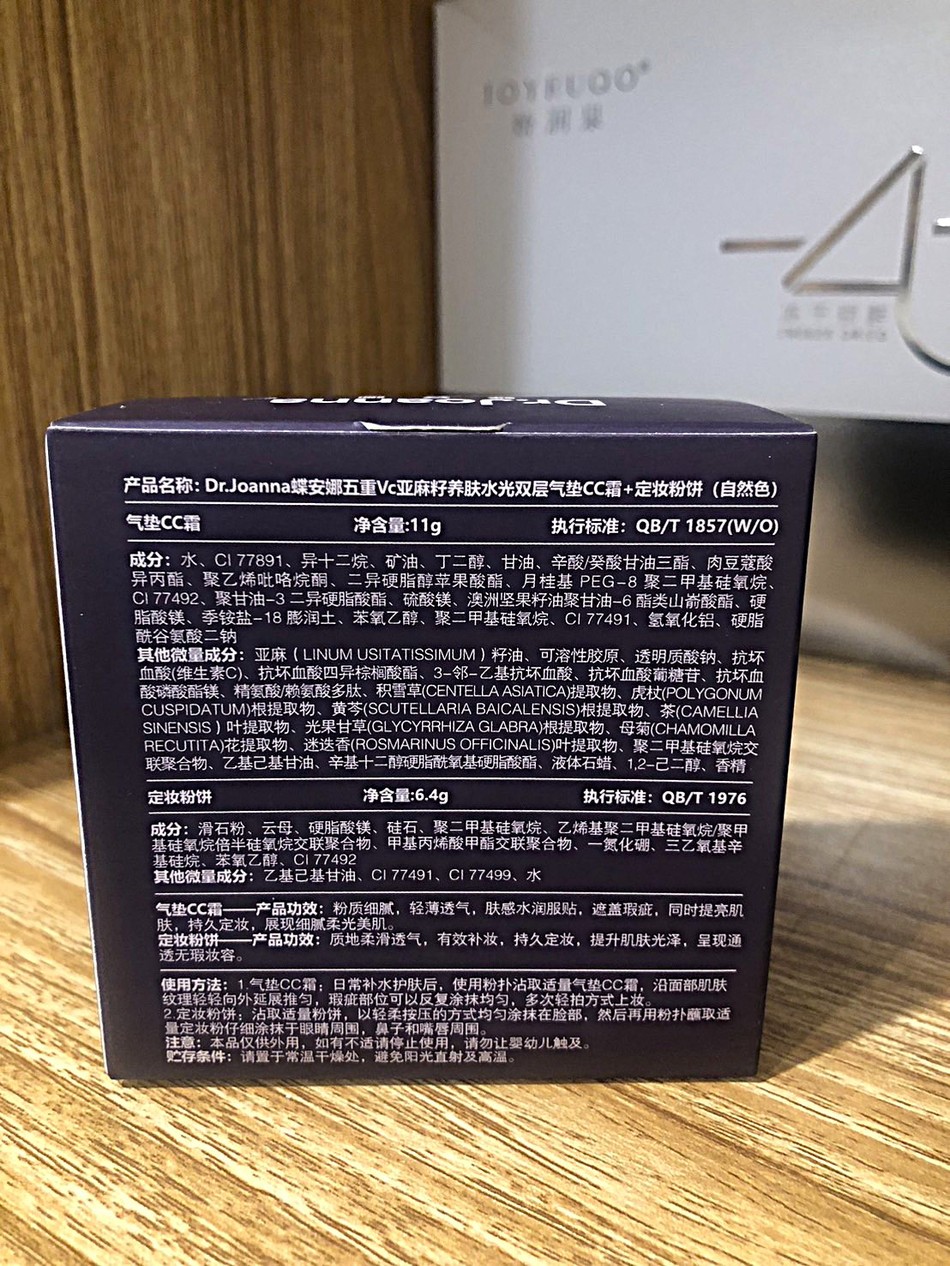 JOYRUQO
Dr.Joanna
产品名称：Dr.Joanna蝶安娜五重Vc亚麻籽养肤水光双层气垫CC霜+定妆粉饼（自然色）
气垫CC霜 净含量:11g 执行标准：QB/T 1857(W/O)
成分：水、CI 77891、异十二烷、矿油、丁二醇、甘油、辛酸/癸酸甘油三酯、肉豆蔻酸
异丙酯、聚乙烯吡咯烷酮、二异硬脂醇苹果酸酯、月桂基 PEG-8 聚二甲基硅氧烷、
CI 77492、聚甘油-3 二异硬脂酸酯、硫酸镁、澳洲坚果籽油聚甘油-6 酯类山嵛酸酯、硬
脂酸镁、季铵盐-18 膨润土、苯氧乙醇、聚二甲基硅氧烷、CI 77491、氢氧化铝、硬脂
酰谷氨酸二钠
其他微量成分：亚麻（LINUM USITATISSIMUM）籽油、可溶性胶原、透明质酸钠、抗坏
血酸(维生素C)、抗坏血酸四异棕榈酸酯、3-邻-乙基抗坏血酸、抗坏血酸葡糖苷、抗坏血
酸磷酸酯镁、精氨酸/赖氨酸多肽、积雪草(CENTELLA ASIATICA)提取物、虎杖(POLYGONUM
CUSPIDATUM)根提取物、黄芩(SCUTELLARIA BAICALENSIS)根提取物、茶(CAMELLIA
SINENSIS）叶提取物、光果甘草(GLYCYRRHIZA GLABRA)根提取物、母菊(CHAMOMILLA
RECUTITA)花提取物、迷迭香(ROSMARINUS OFFICINALIS)叶提取物、聚二甲基硅氧烷交
联聚合物、乙基己基甘油、辛基十二醇硬脂酰氧基硬脂酸酯、液体石蜡、1,2-己二醇、香精
定妆粉饼 净含量:6.4g 执行标准：QB/T 1976
成分：滑石粉、云母、硬脂酸镁、硅石、聚二甲基硅氧烷、乙烯基聚二甲基硅氧烷/聚甲
基硅氧烷倍半硅氧烷交联聚合物、甲基丙烯酸甲酯交联聚合物、一氮化硼、三乙氧基辛
基硅烷、苯氧乙醇、CI 77492
其他微量成分：乙基己基甘油、CI 77491、CI 77499、水
气垫CC霜——产品功效：粉质细腻，轻薄透气，肤感水润服贴，遮盖瑕疵，同时提亮肌
肤，持久定妆，展现细腻柔光美肌。
定妆粉饼——产品功效：质地柔滑透气，有效补妆，持久定妆，提升肌肤光泽，呈现通
透无瑕妆容。
使用方法：1.气垫CC霜：日常补水护肤后，使用粉扑沾取适量气垫CC霜，沿面部肌肤
纹理轻轻向外延展推匀，瑕疵部位可以反复涂抹均匀，多次轻拍方式上妆。
2.定妆粉饼：沾取适量粉饼，以轻柔按压的方式均匀涂抹在脸部，然后再用粉扑蘸取适
量定妆粉仔细涂抹于眼睛周围，鼻子和嘴唇周围。
注意：本品仅供外用，如有不适请停止使用，请勿让婴幼儿触及。
贮存条件：请置于常温干燥处，避免阳光直射及高温。